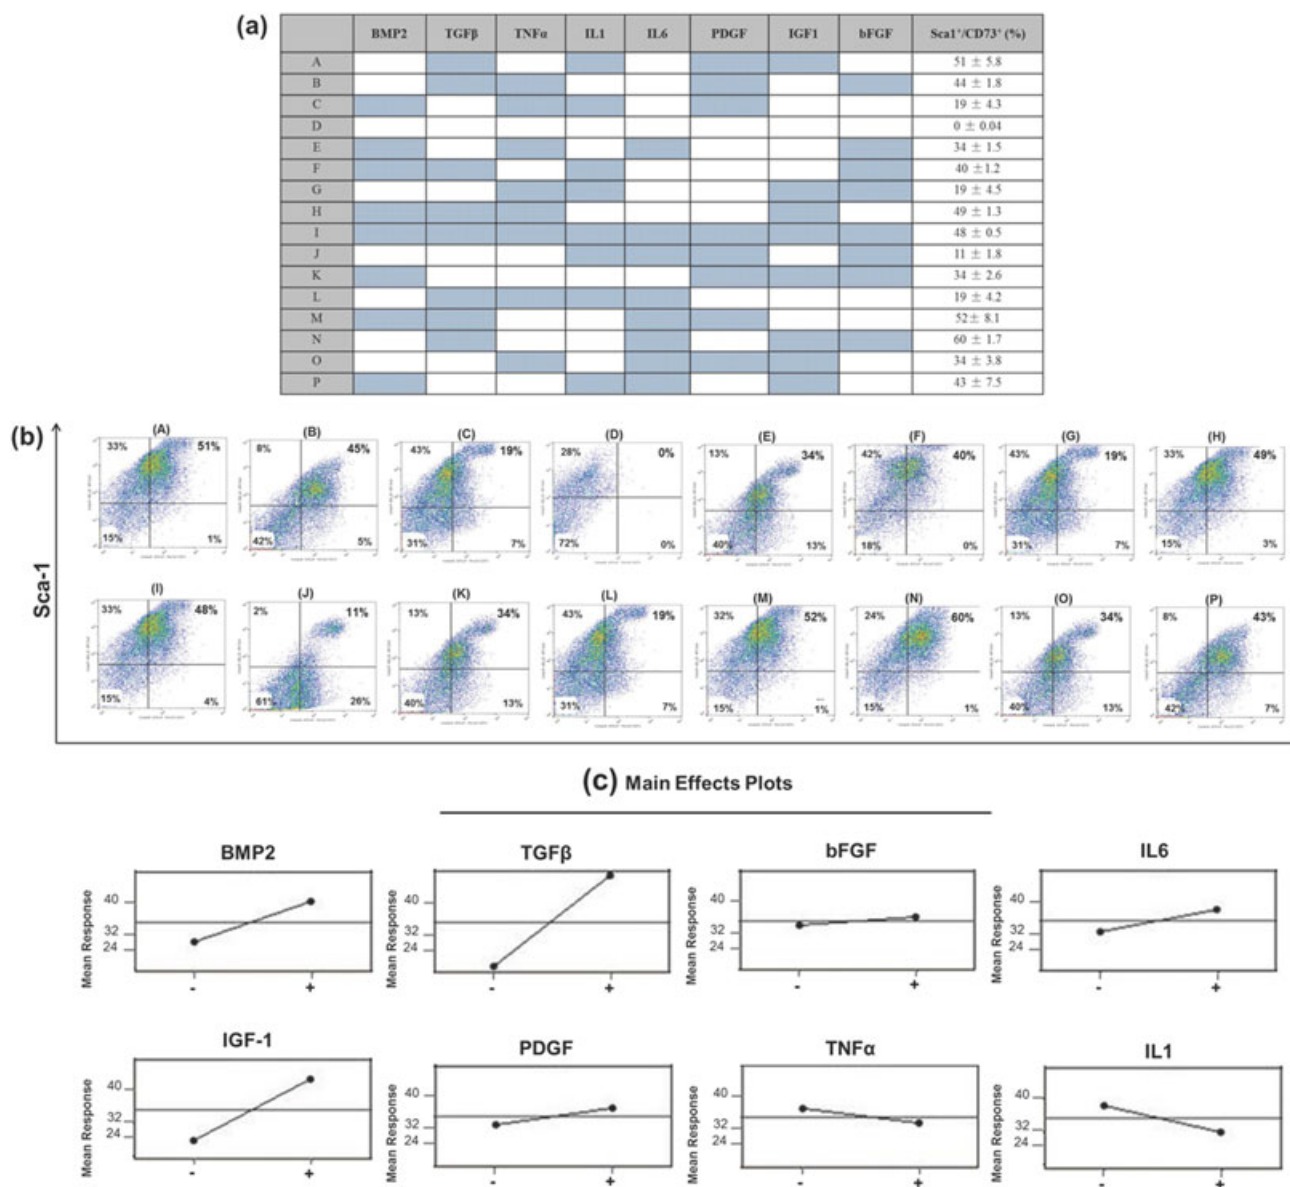 (a)
BMP2 TGFβ TNFα IL1 IL6 PDGF IGF1 bFGF Sca1⁺/CD73⁺ (%)
A 51 ± 5.8
B 44 ± 1.8
C 19 ± 4.3
D 0 ± 0.04
E 34 ± 1.5
F 40 ±1.2
G 19 ± 4.5
H 49 ± 1.3
I 48 ± 0.5
J 11 ± 1.8
K 34 ± 2.6
L 19 ± 4.2
M 52± 8.1
N 60 ± 1.7
O 34 ± 3.8
P 43 ± 7.5
(b)
Sca-1
(A) (B) (C) (D) (E) (F) (G) (H)
33% 51% 8% 45% 43% 19% 28% 0% 13% 34% 42% 40% 43% 19% 33% 49%
15% 1% 42% 5% 31% 7% 72% 0% 40% 13% 18% 0% 31% 7% 15% 3%
(I) (J) (K) (L) (M) (N) (O) (P)
33% 48% 2% 11% 13% 34% 43% 19% 32% 52% 24% 60% 13% 34% 8% 43%
15% 4% 61% 26% 40% 13% 31% 7% 15% 1% 15% 1% 40% 13% 42% 7%
(c) Main Effects Plots
BMP2 TGFβ bFGF IL6
Mean Response Mean Response Mean Response Mean Response
40 40 40 40
32 32 32 32
24 24 24 24
- + - + - + - +
IGF-1 PDGF TNFα IL1
Mean Response Mean Response Mean Response Mean Response
40 40 40 40
32 32 32 32
24 24 24 24
- + - + - + - +